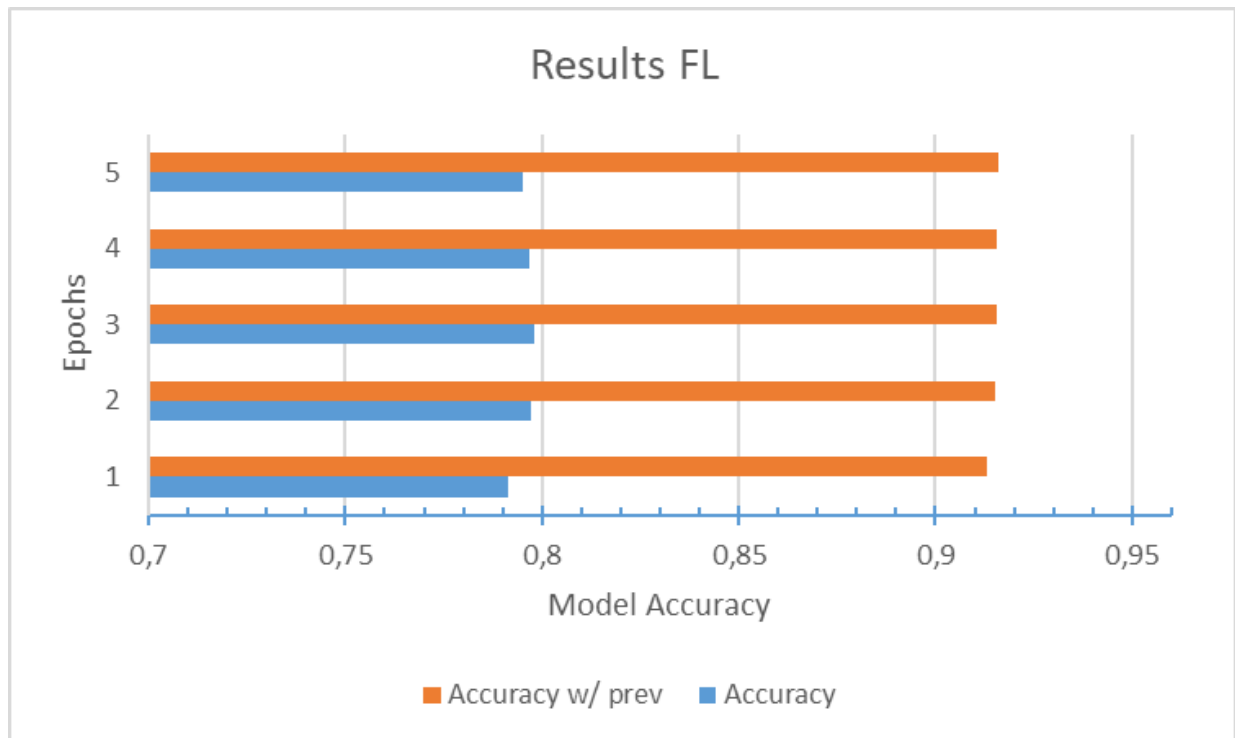 Results FL
5
4
3
2
1
Epochs
0,7 0,75 0,8 0,85 0,9 0,95
Model Accuracy
Accuracy w/ prev Accuracy